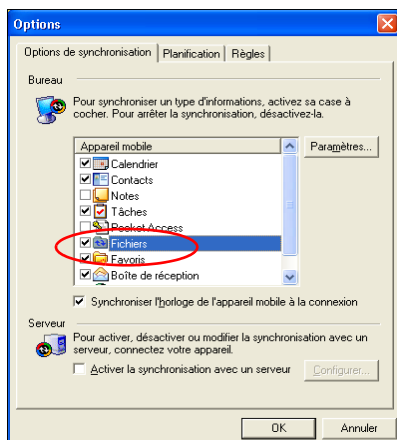 Options
Options de synchronisation Planification Règles
Bureau
Pour synchroniser un type d'informations, activez sa case à
cocher. Pour arrêter la synchronisation, désactivez-la.
Appareil mobile
Paramètres...
Calendrier
Contacts
Notes
Tâches
Pocket Access
Fichiers
Favoris
Boîte de réception
Synchroniser l'horloge de l'appareil mobile à la connexion
Serveur
Pour activer, désactiver ou modifier la synchronisation avec un
serveur, connectez votre appareil.
Activer la synchronisation avec un serveur Configurer...
OK Annuler